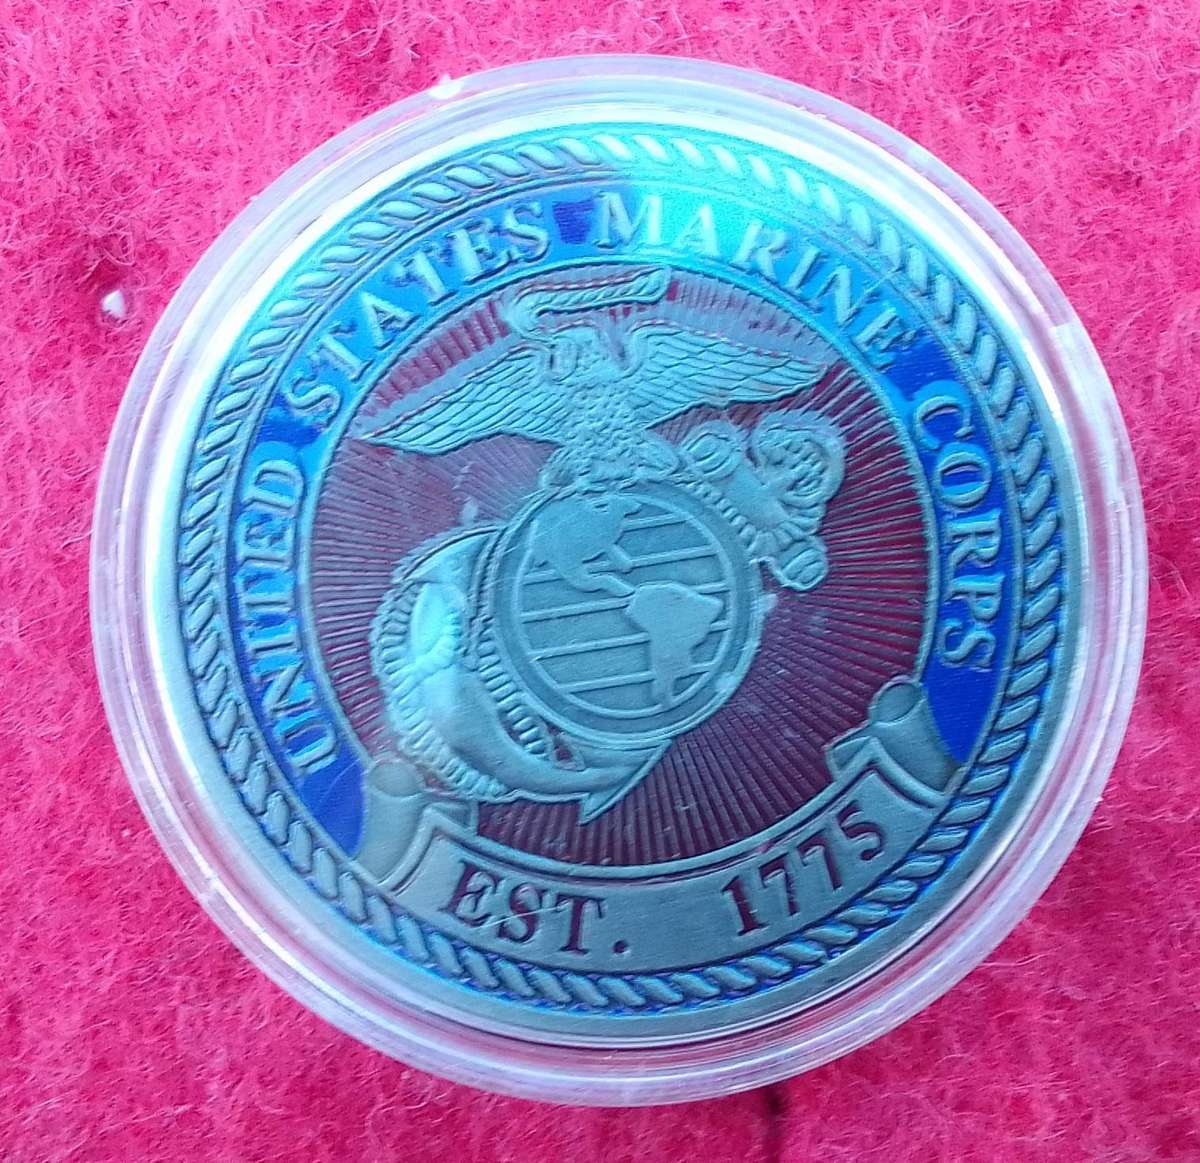 UNITED STATES MARINE CORPS
EST. 1775